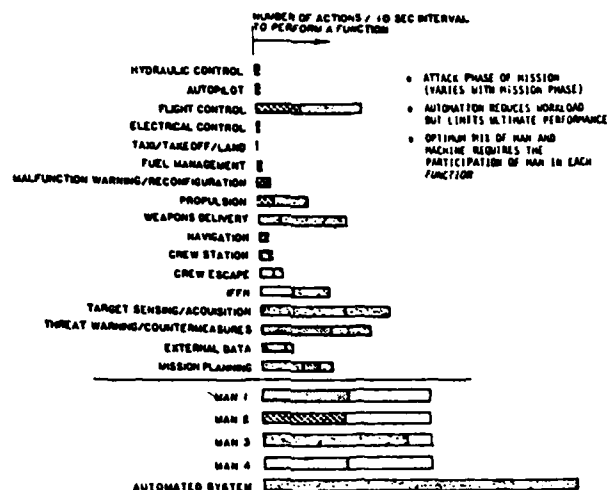 NUMBER OF ACTIONS / 10 SEC INTERVAL
TO PERFORM A FUNCTION
HYDRAULIC CONTROL
AUTOPILOT
FLIGHT CONTROL
ELECTRICAL CONTROL
TAXI/TAKEOFF/LAND
FUEL MANAGEMENT
MALFUNCTION WARNING/RECONFIGURATION
PROPULSION
WEAPONS DELIVERY
NAVIGATION
CREW STATION
CREW ESCAPE
IFFN
TARGET SENSING/ACQUISITION
THREAT WARNING/COUNTERMEASURES
EXTERNAL DATA
MISSION PLANNING
MAN 1
MAN 2
MAN 3
MAN 4
AUTOMATED SYSTEM
• ATTACK PHASE OF MISSION
(VARIES WITH MISSION PHASE)
• AUTOMATION REDUCES WORKLOAD
BUT LIMITS ULTIMATE PERFORMANCE
• OPTIMUM MIX OF MAN AND
MACHINE REQUIRES THE
PARTICIPATION OF MAN IN EACH
FUNCTION